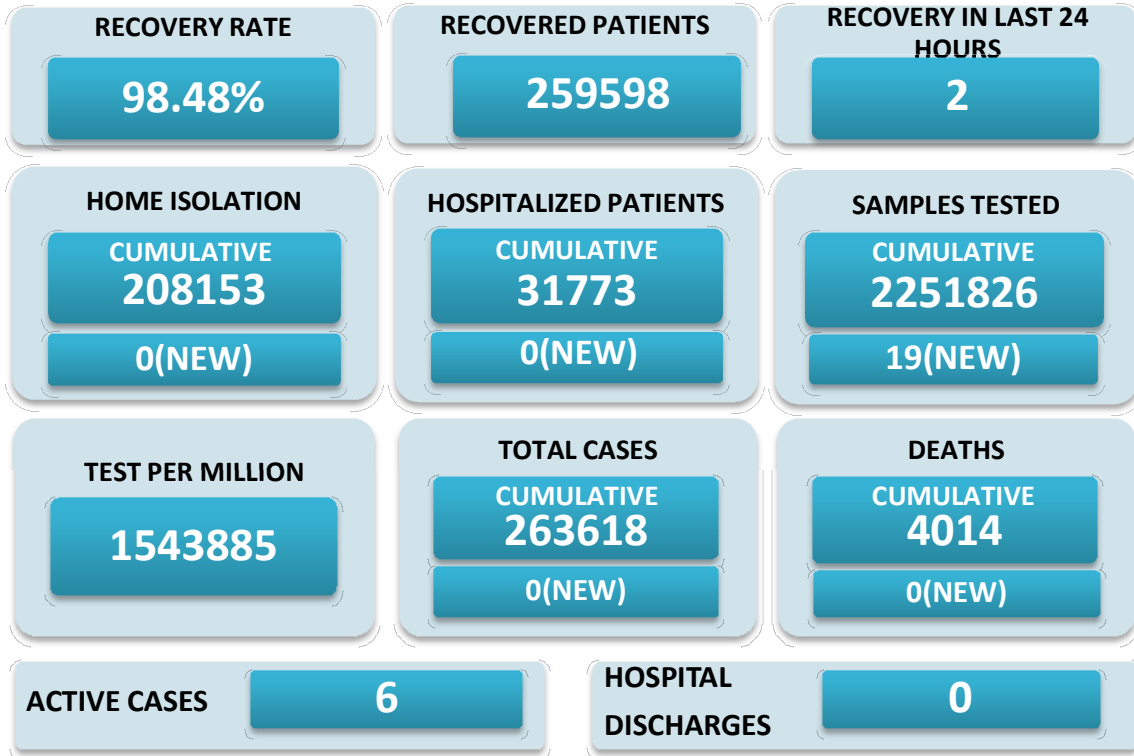 RECOVERY RATE
98.48%
RECOVERED PATIENTS
259598
RECOVERY IN LAST 24
HOURS
2
HOME ISOLATION
CUMULATIVE
208153
0(NEW)
HOSPITALIZED PATIENTS
CUMULATIVE
31773
0(NEW)
SAMPLES TESTED
CUMULATIVE
2251826
19(NEW)
TEST PER MILLION
1543885
TOTAL CASES
CUMULATIVE
263618
0(NEW)
DEATHS
CUMULATIVE
4014
0(NEW)
ACTIVE CASES
6
HOSPITAL
DISCHARGES
0